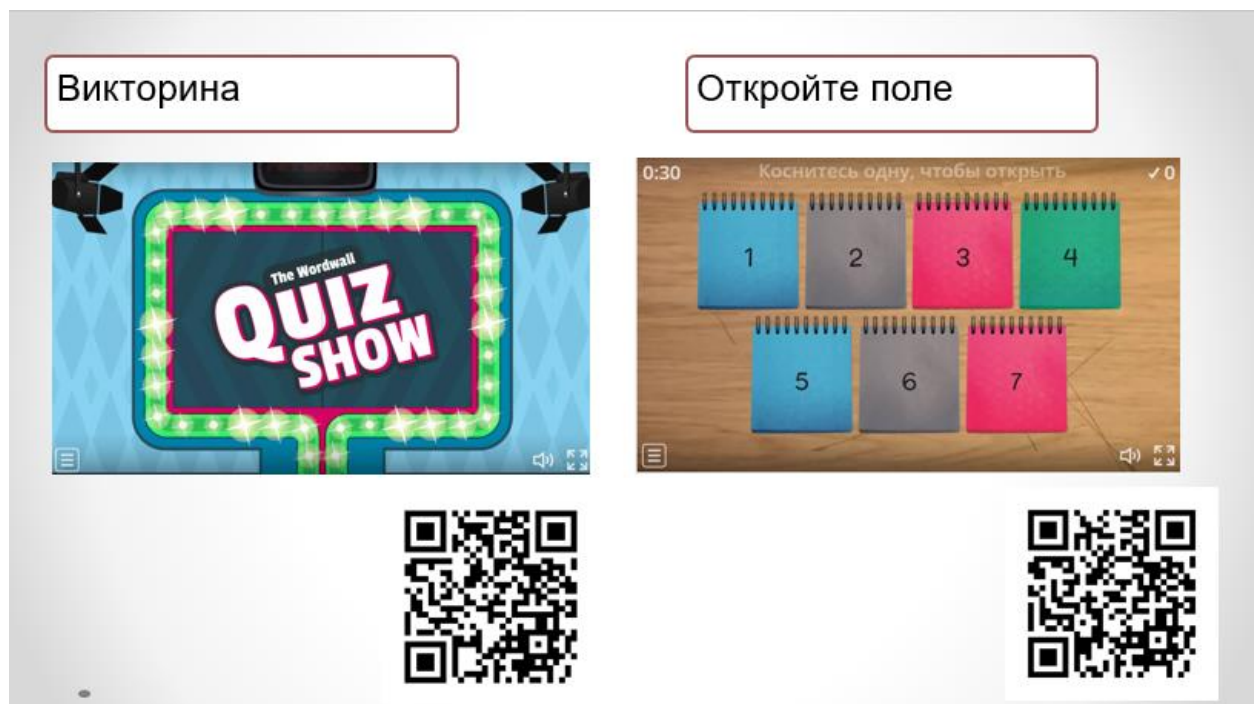 Викторина
Откройте поле
The Wordwall
QUIZ
SHOW
0:30
Коснитесь одну, чтобы открыть
✓ 0
1
2
3
4
5
6
7